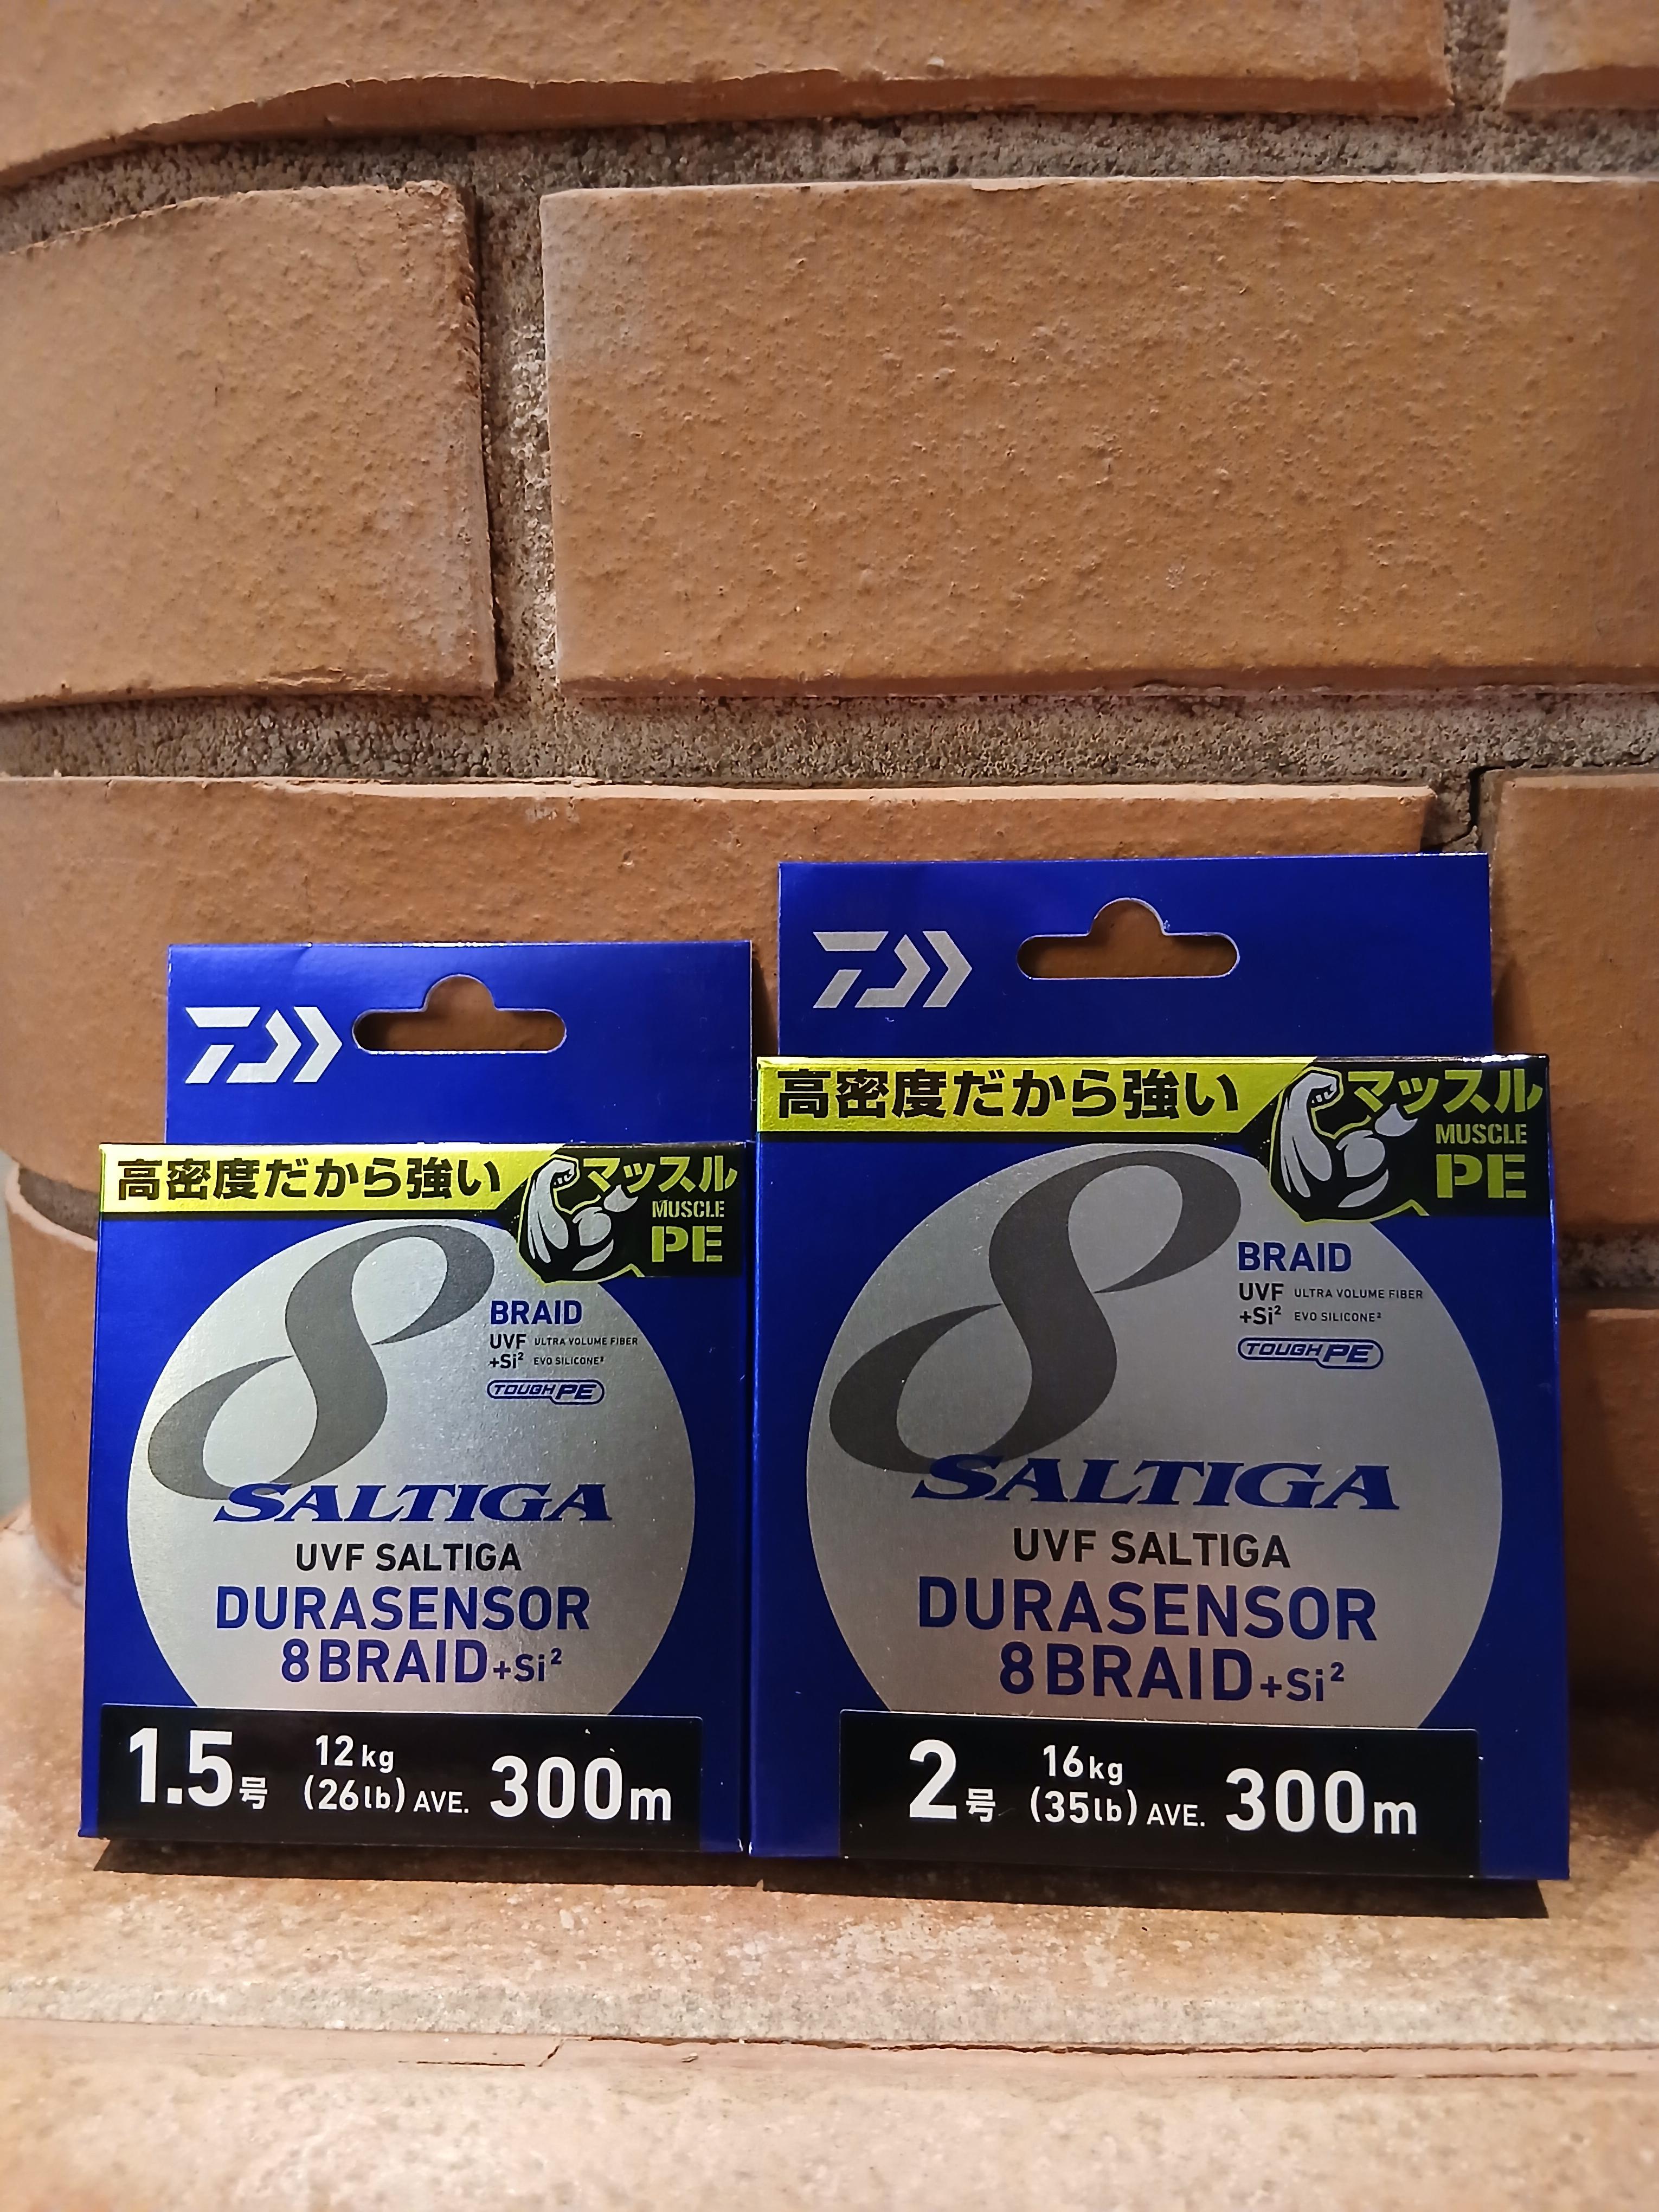 高密度だから強い
マッスル
MUSCLE
PE
8
BRAID
UVF ULTRA VOLUME FIBER
+Si² EVO SILICONE²
TOUGH PE
SALTIGA
UVF SALTIGA
DURASENSOR
8BRAID+Si²
1.5号 12kg (26lb) AVE. 300m
高密度だから強い
マッスル
MUSCLE
PE
8
BRAID
UVF ULTRA VOLUME FIBER
+Si² EVO SILICONE²
TOUGH PE
SALTIGA
UVF SALTIGA
DURASENSOR
8BRAID+Si²
2号 16kg (35lb) AVE. 300m